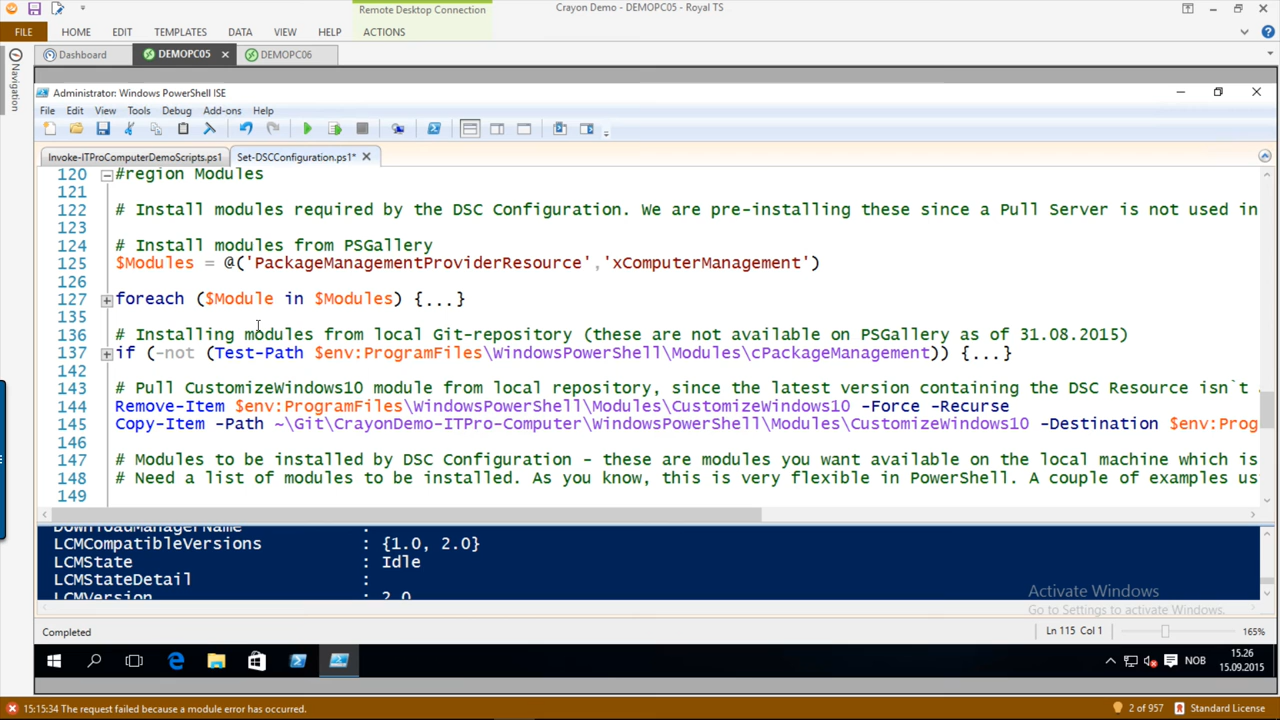 Remote Desktop Connection
Crayon Demo - DEMOPC05 - Royal TS
FILE HOME EDIT TEMPLATES DATA VIEW HELP ACTIONS
Dashboard DEMOPC05 DEMOPC06
Navigation
Administrator: Windows PowerShell ISE
File Edit View Tools Debug Add-ons Help
Invoke-ITProComputerDemoScripts.ps1 Set-DSCConfiguration.ps1*
120 #region Modules
121
122 # Install modules required by the DSC Configuration. We are pre-installing these since a Pull Server is not used in
123
124 # Install modules from PSGallery
125 $Modules = @('PackageManagementProviderResource','xComputerManagement')
126
127 foreach ($Module in $Modules) {...}
135
136 # Installing modules from local Git-repository (these are not available on PSGallery as of 31.08.2015)
137 if (-not (Test-Path $env:ProgramFiles\WindowsPowerShell\Modules\cPackageManagement)) {...}
142
143 # Pull CustomizeWindows10 module from local repository, since the latest version containing the DSC Resource isn`t
144 Remove-Item $env:ProgramFiles\WindowsPowerShell\Modules\CustomizeWindows10 -Force -Recurse
145 Copy-Item -Path ~\Git\CrayonDemo-ITPro-Computer\WindowsPowerShell\Modules\CustomizeWindows10 -Destination $env:Prog
146
147 # Modules to be installed by DSC Configuration - these are modules you want available on the local machine which is
148 # Need a list of modules to be installed. As you know, this is very flexible in PowerShell. A couple of examples us
149
DownloadManagerName :
LCMCompatibleVersions : {1.0, 2.0}
LCMState : Idle
LCMStateDetail :
LCMVersion : 2.0
Activate Windows
Go to Settings to activate Windows.
Completed Ln 115 Col 1 165%
NOB 15.26
15.09.2015
15:15:34 The request failed because a module error has occurred. 2 of 957 Standard License